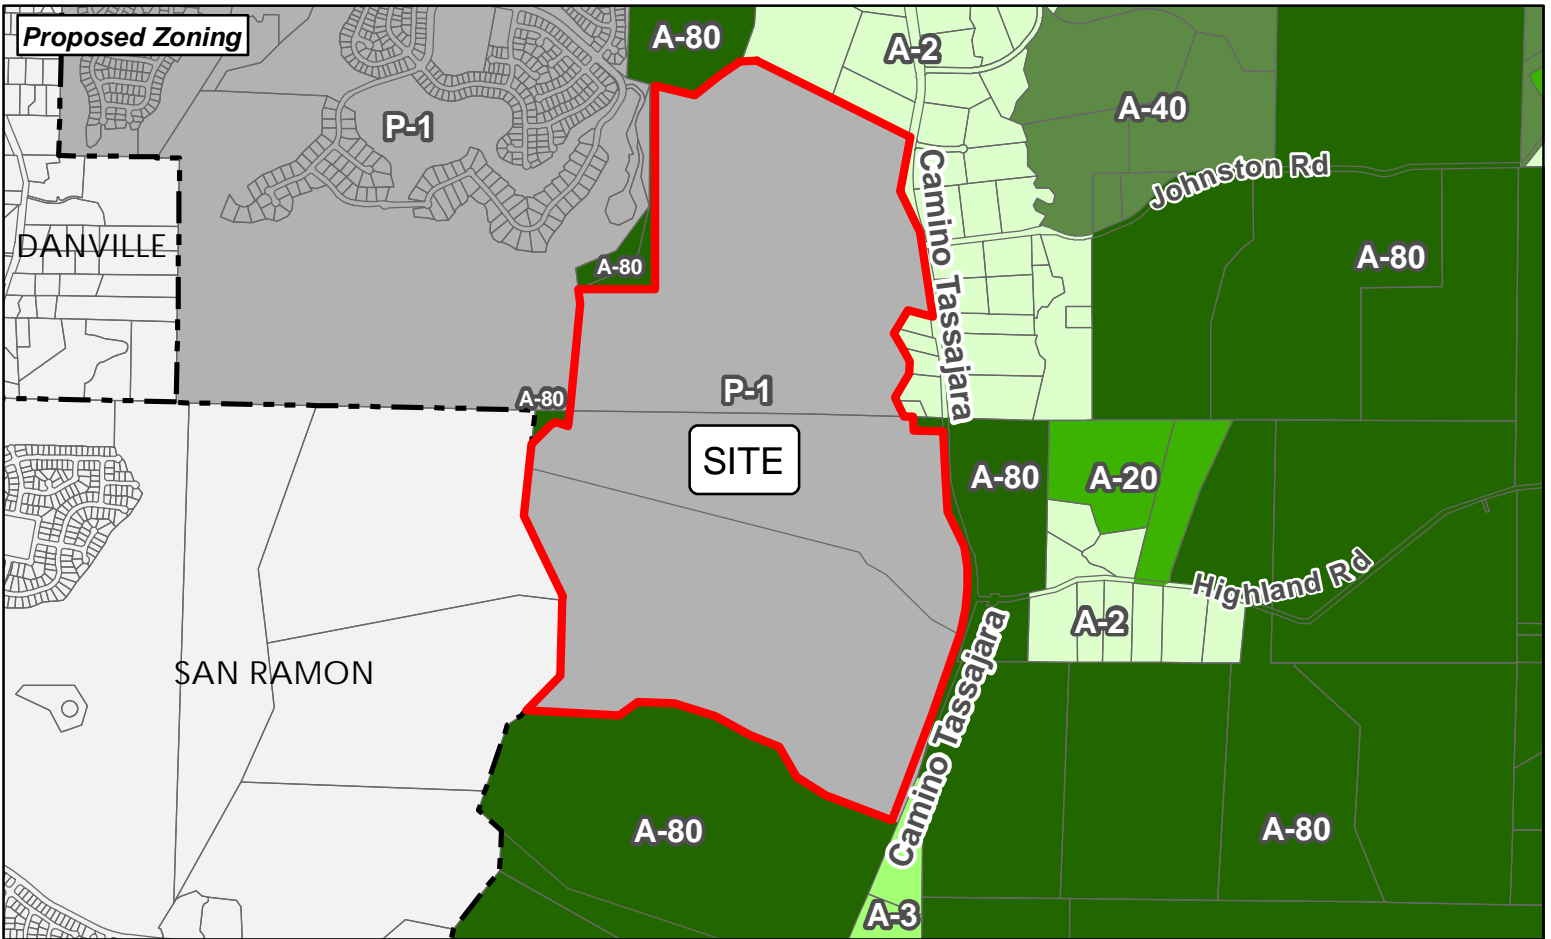 Proposed Zoning
A-80
A-2
A-40
P-1
Johnston Rd
Camino Tassajara
DANVILLE
A-80
A-80
P-1
A-80
SITE
A-80
A-20
Highland Rd
A-2
SAN RAMON
Camino Tassajara
A-80
A-80
A-3